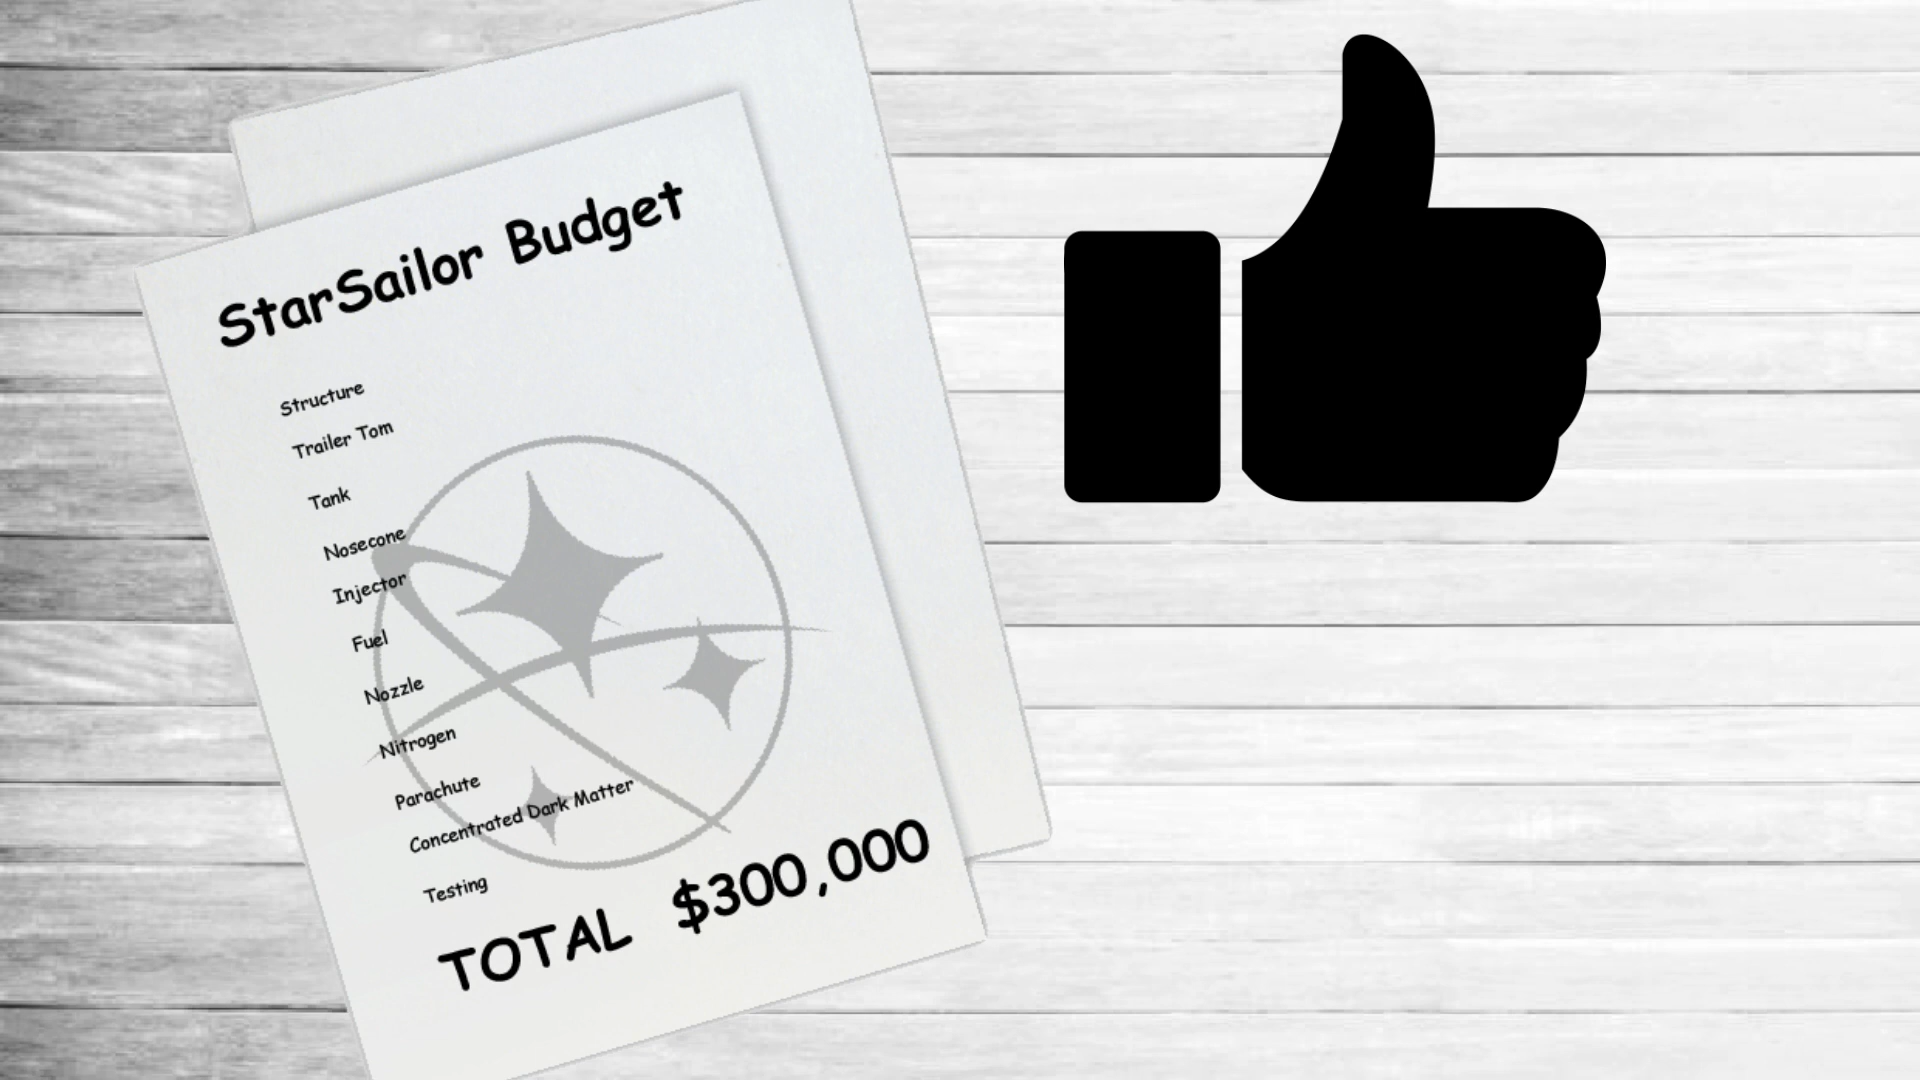 StarSailor Budget
Structure
Trailer Tom
Tank
Nosecone
Injector
Fuel
Nozzle
Nitrogen
Parachute
Concentrated Dark Matter
Testing
TOTAL $300,000